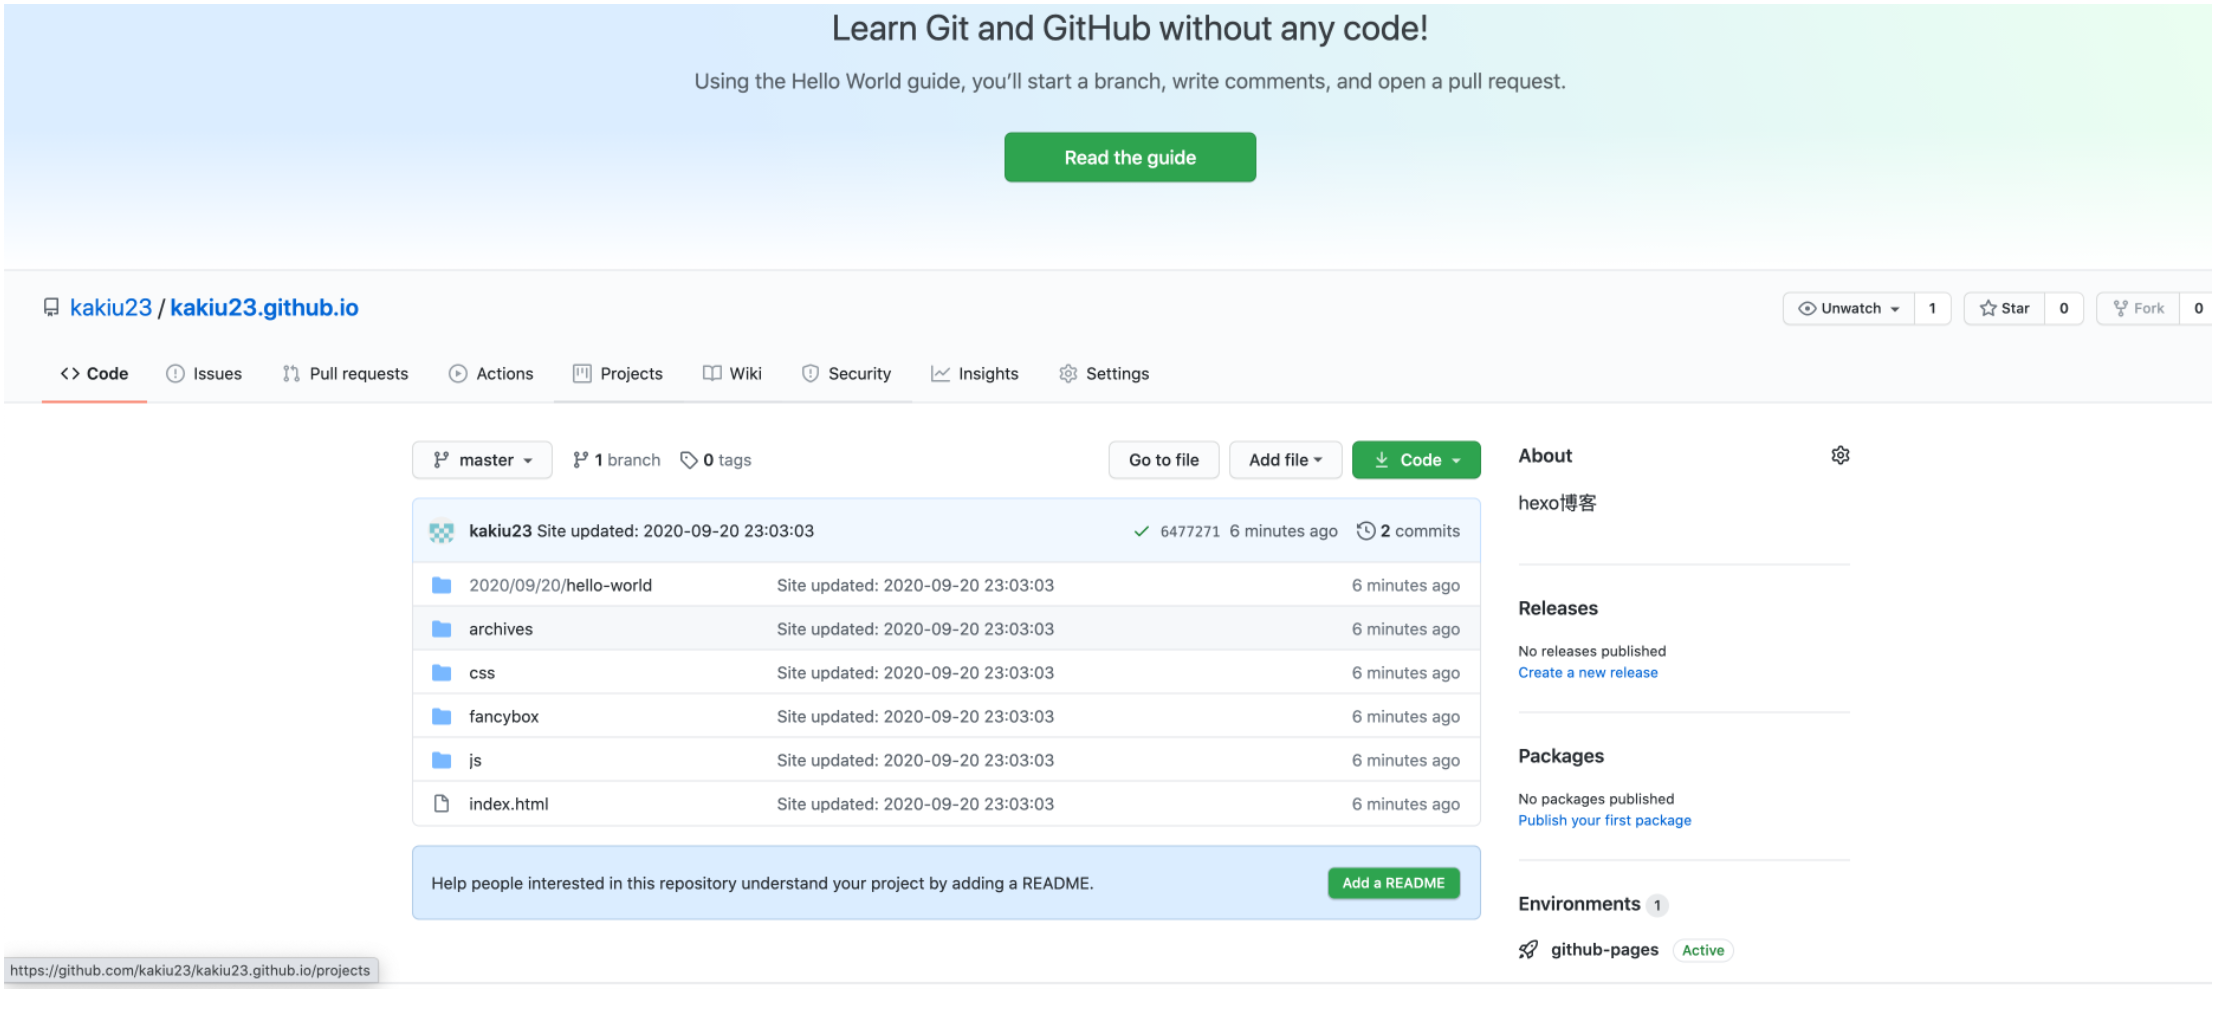 Learn Git and GitHub without any code!
Using the Hello World guide, you’ll start a branch, write comments, and open a pull request.
Read the guide
kakiu23 / kakiu23.github.io
Unwatch 1 Star 0 Fork 0
Code Issues Pull requests Actions Projects Wiki Security Insights Settings
master 1 branch 0 tags Go to file Add file Code
kakiu23 Site updated: 2020-09-20 23:03:03 6477271 6 minutes ago 2 commits
2020/09/20/hello-world Site updated: 2020-09-20 23:03:03 6 minutes ago
archives Site updated: 2020-09-20 23:03:03 6 minutes ago
css Site updated: 2020-09-20 23:03:03 6 minutes ago
fancybox Site updated: 2020-09-20 23:03:03 6 minutes ago
js Site updated: 2020-09-20 23:03:03 6 minutes ago
index.html Site updated: 2020-09-20 23:03:03 6 minutes ago
Help people interested in this repository understand your project by adding a README. Add a README
About
hexo博客
Releases
No releases published
Create a new release
Packages
No packages published
Publish your first package
Environments 1
github-pages Active
https://github.com/kakiu23/kakiu23.github.io/projects